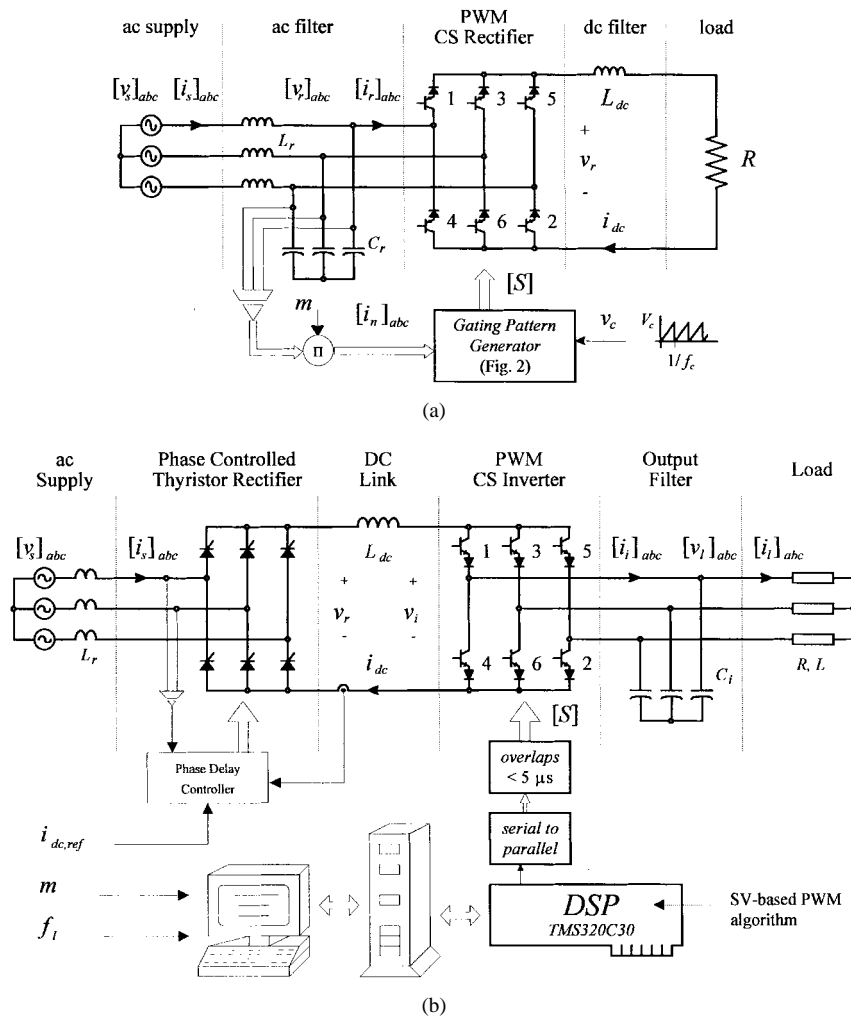 ac supply
ac filter
PWM
CS Rectifier
dc filter
load
[v_s]_abc
[i_s]_abc
[v_r]_abc
[i_r]_abc
1
3
5
L_dc
L_r
+
v_r
-
R
4
6
2
i_dc
C_r
[S]
m
[i_n]_abc
Π
Gating Pattern
Generator
(Fig. 2)
v_c
V_c
1/f_c
(a)
ac
Supply
Phase Controlled
Thyristor Rectifier
DC
Link
PWM
CS Inverter
Output
Filter
Load
[v_s]_abc
[i_s]_abc
L_dc
1
3
5
[i_i]_abc
[v_l]_abc
[i_l]_abc
+
+
v_r
v_i
-
-
L_r
i_dc
4
6
2
C_i
R, L
[S]
Phase Delay
Controller
overlaps
< 5 μs
i_dc,ref
serial to
parallel
m
f_l
DSP
TMS320C30
SV-based PWM
algorithm
(b)